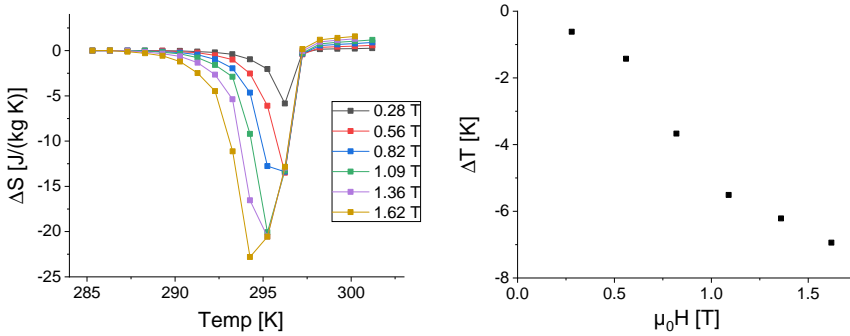 0
-5
-10
-15
-20
-25
ΔS [J/(kg K)]
285
290
295
300
Temp [K]
0.28 T
0.56 T
0.82 T
1.09 T
1.36 T
1.62 T
0
-2
-4
-6
-8
ΔT [K]
0.0
0.5
1.0
1.5
μ₀H [T]